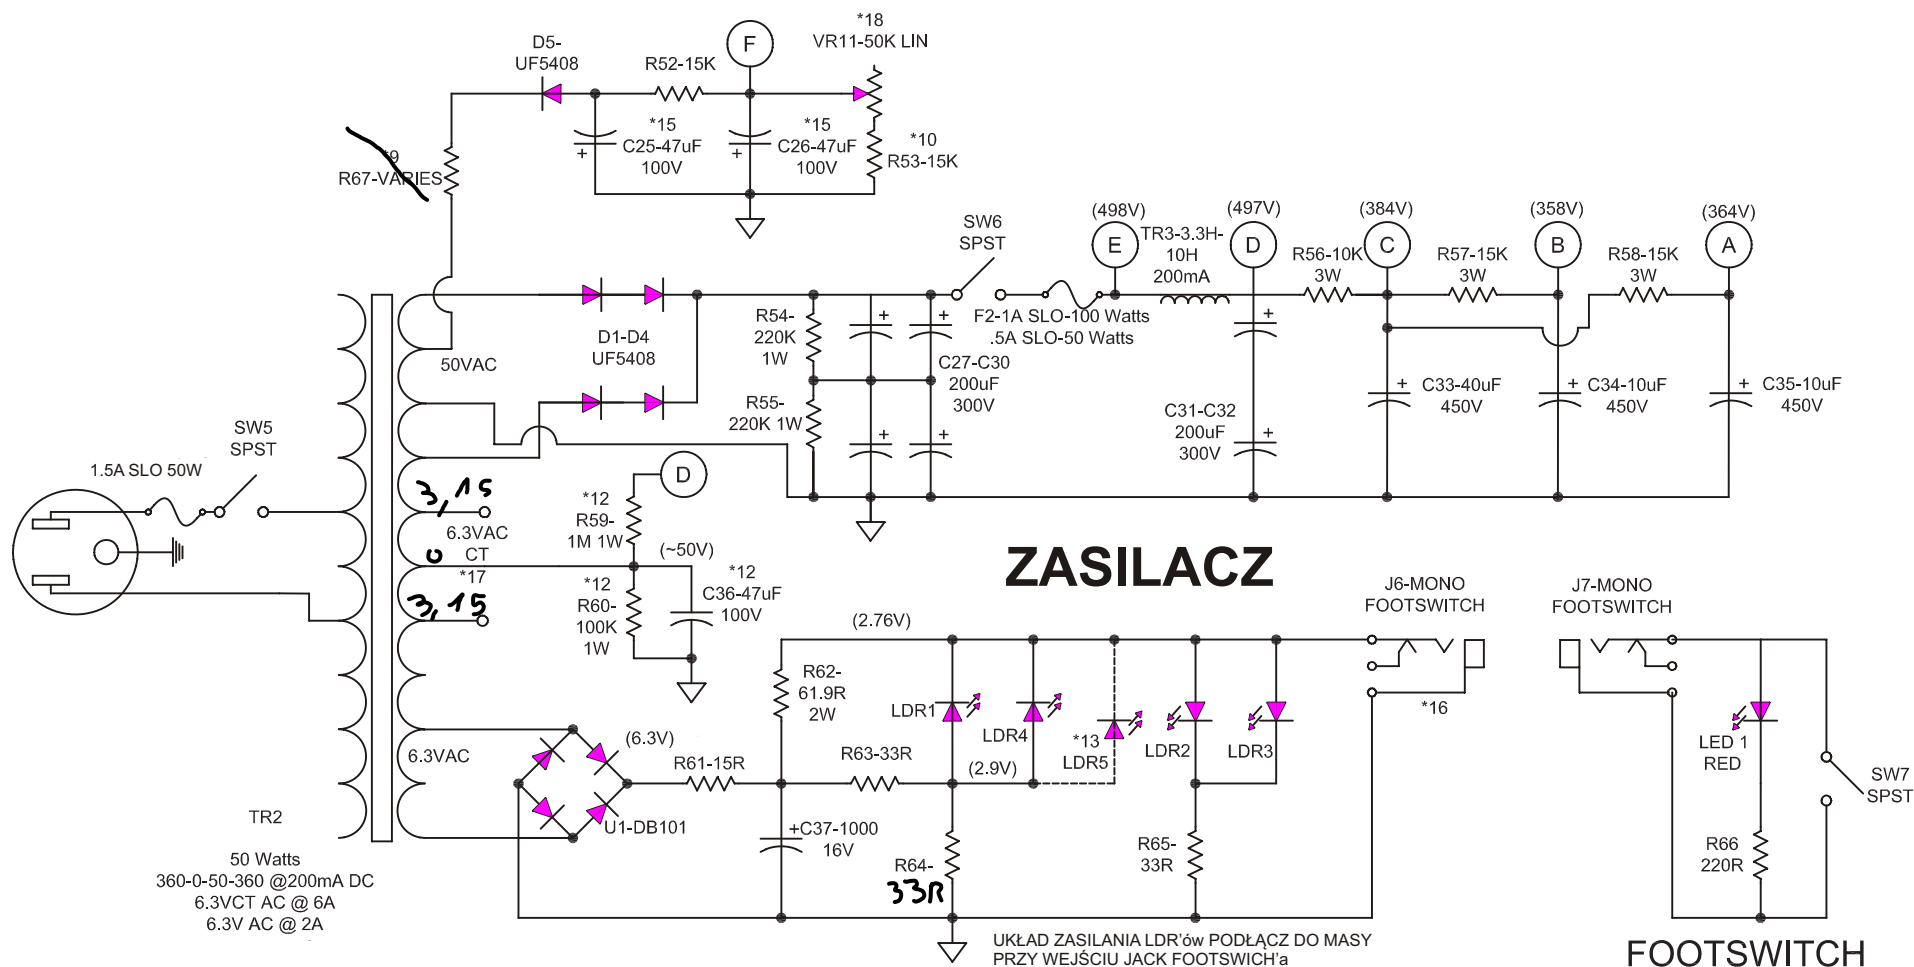 D5-
UF5408
R52-15K
F
*18
VR11-50K LIN
*15
C25-47uF
100V
+
*15
C26-47uF
100V
+
*10
R53-15K
*9
R67-VARIES
50VAC
D1-D4
UF5408
R54-
220K
1W
R55-
220K 1W
+
+
C27-C30
200uF
300V
+
+
SW6
SPST
F2-1A SLO-100 Watts
.5A SLO-50 Watts
(498V)
E
TR3-3.3H-
10H
200mA
(497V)
D
R56-10K
3W
(384V)
C
R57-15K
3W
(358V)
B
R58-15K
3W
(364V)
A
+
C31-C32
200uF
300V
+
+
C33-40uF
450V
+
C34-10uF
450V
+
C35-10uF
450V
SW5
SPST
1.5A SLO 50W
3,15
6.3VAC
0
CT
*17
3,15
D
*12
R59-
1M 1W
(~50V)
*12
R60-
100K
1W
*12
C36-47uF
100V
ZASILACZ
6.3VAC
(6.3V)
U1-DB101
R61-15R
R62-
61.9R
2W
+C37-1000
16V
R63-33R
(2.76V)
LDR1
LDR4
*13
LDR5
LDR2
LDR3
(2.9V)
R64-
33R
R65-
33R
J6-MONO
FOOTSWITCH
*16
J7-MONO
FOOTSWITCH
LED 1
RED
R66
220R
SW7
SPST
TR2
50 Watts
360-0-50-360 @200mA DC
6.3VCT AC @ 6A
6.3V AC @ 2A
UKŁAD ZASILANIA LDR'ów PODŁĄCZ DO MASY
PRZY WEJŚCIU JACK FOOTSWICH'a
FOOTSWITCH